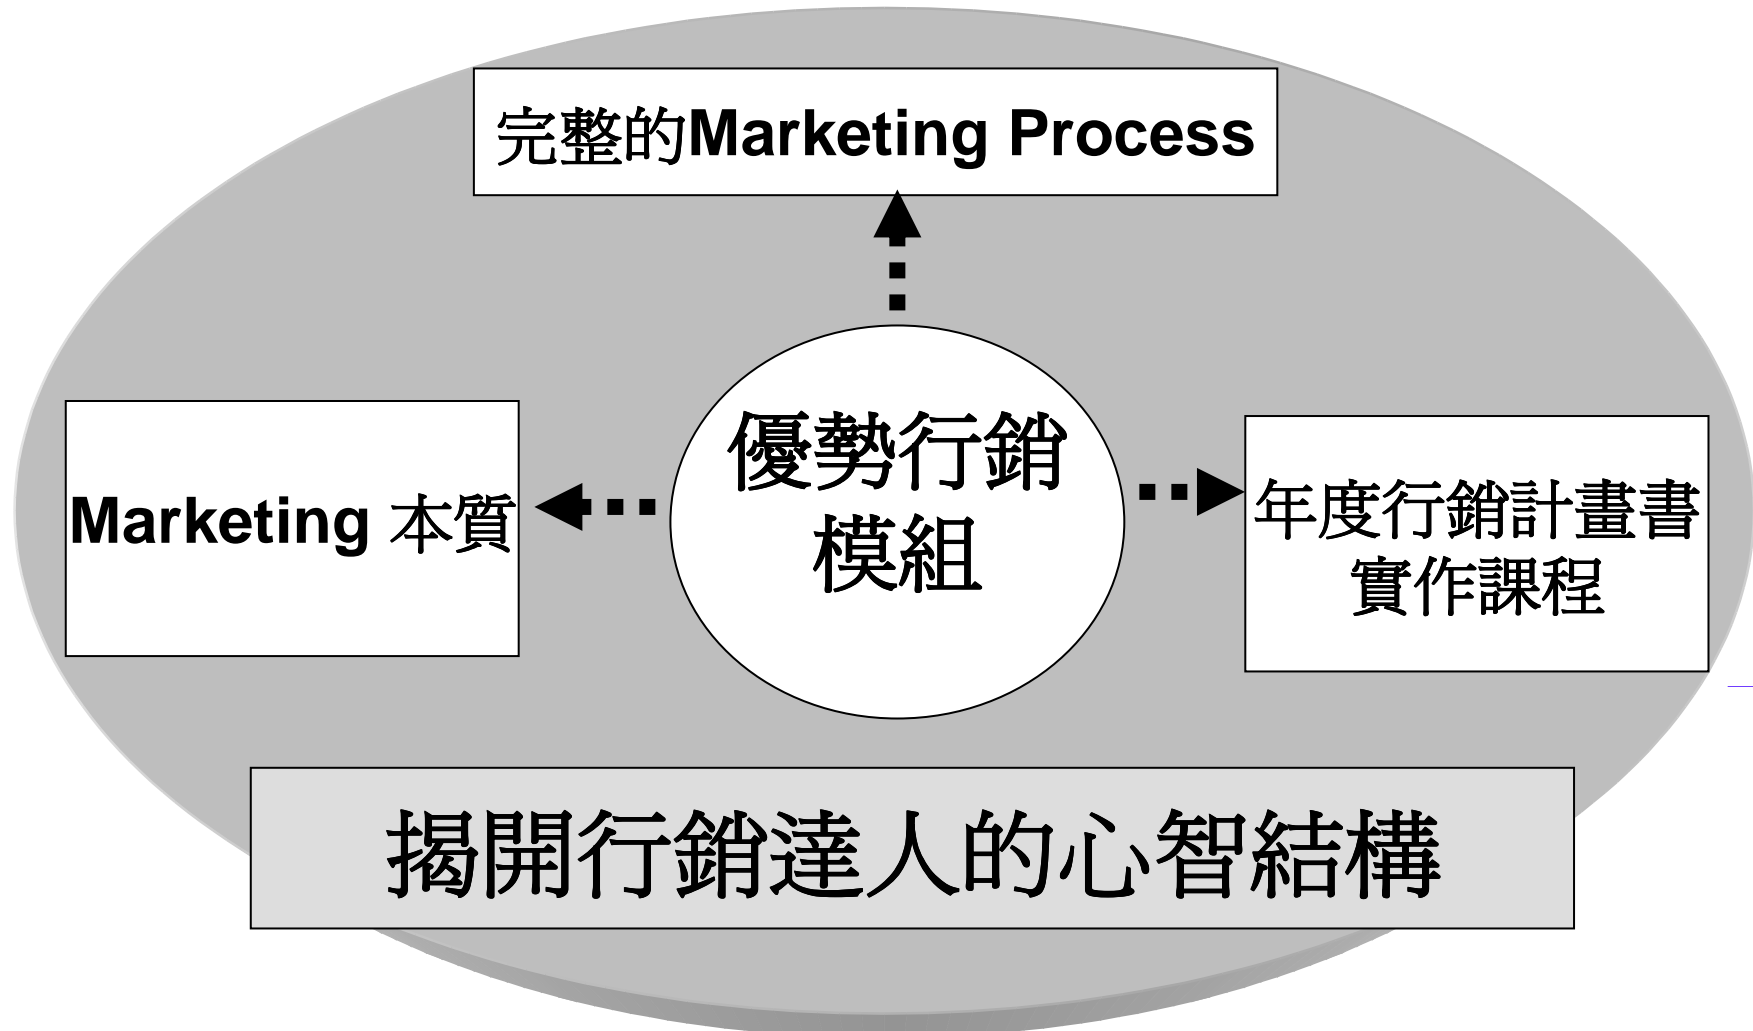 完整的Marketing Process
Marketing 本質
優勢行銷
模組
年度行銷計畫書
實作課程
揭開行銷達人的心智結構